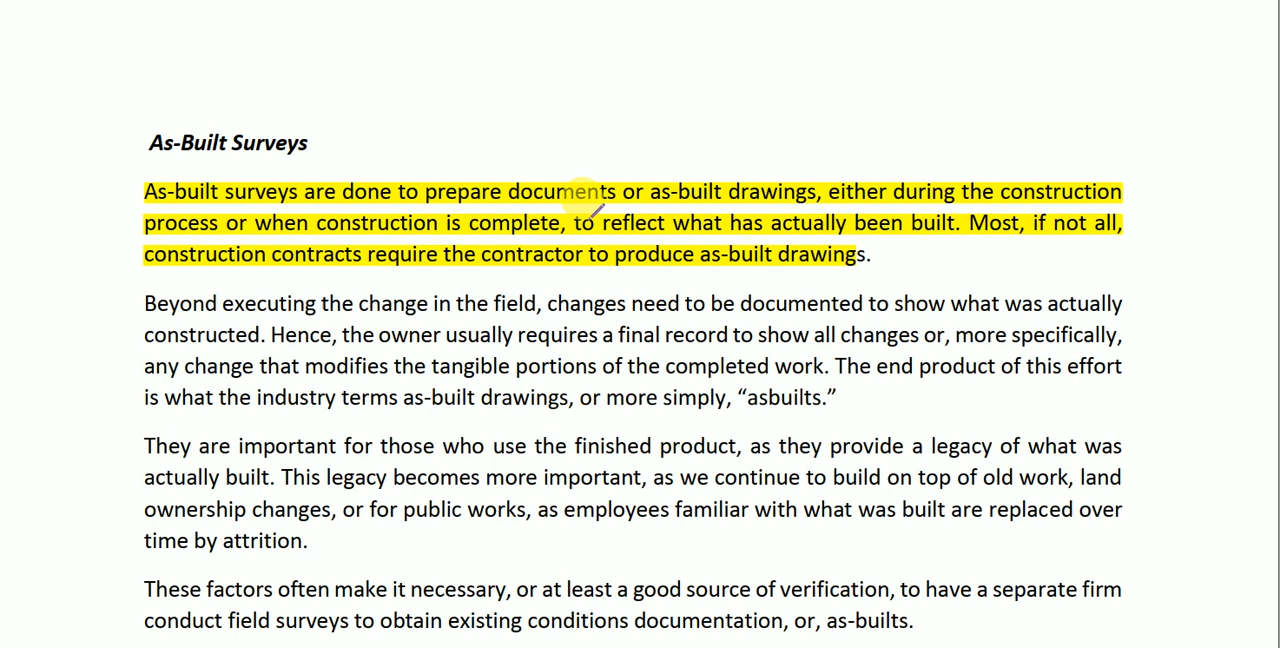 As-Built Surveys
As-built surveys are done to prepare documents or as-built drawings, either during the construction
process or when construction is complete, to reflect what has actually been built. Most, if not all,
construction contracts require the contractor to produce as-built drawings.
Beyond executing the change in the field, changes need to be documented to show what was actually
constructed. Hence, the owner usually requires a final record to show all changes or, more specifically,
any change that modifies the tangible portions of the completed work. The end product of this effort
is what the industry terms as-built drawings, or more simply, “asbuilts.”
They are important for those who use the finished product, as they provide a legacy of what was
actually built. This legacy becomes more important, as we continue to build on top of old work, land
ownership changes, or for public works, as employees familiar with what was built are replaced over
time by attrition.
These factors often make it necessary, or at least a good source of verification, to have a separate firm
conduct field surveys to obtain existing conditions documentation, or, as-builts.